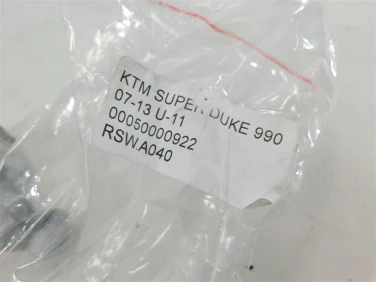 KTM SUPER DUKE 990
07-13 U-11
00050000922
RSW.A040